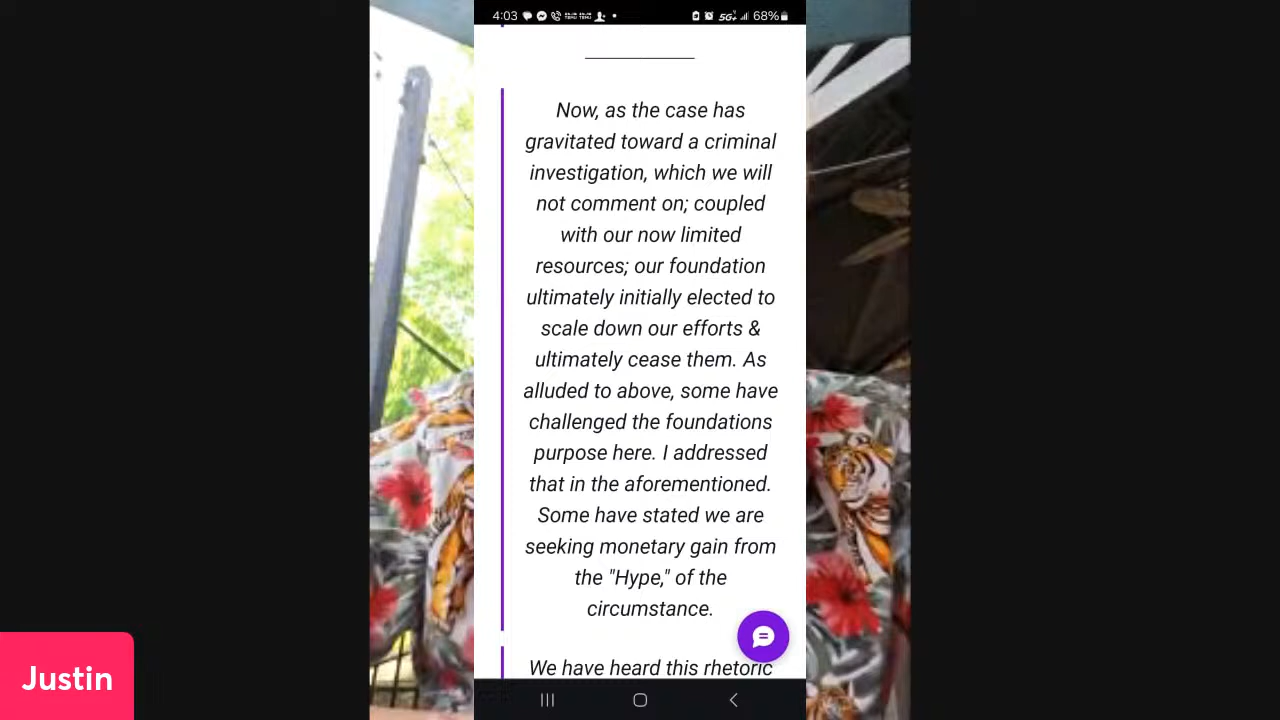 4:03
5G+ 68%
Now, as the case has
gravitated toward a criminal
investigation, which we will
not comment on; coupled
with our now limited
resources; our foundation
ultimately initially elected to
scale down our efforts &
ultimately cease them. As
alluded to above, some have
challenged the foundations
purpose here. I addressed
that in the aforementioned.
Some have stated we are
seeking monetary gain from
the "Hype," of the
circumstance.
We have heard this rhetoric
Justin